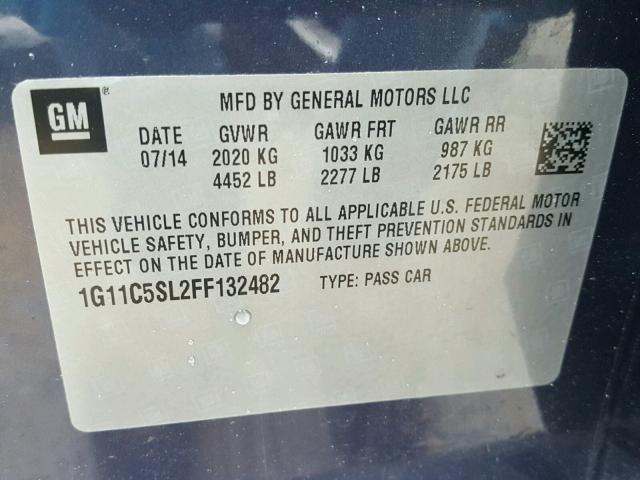 GM ® MFD BY GENERAL MOTORS LLC
DATE GVWR GAWR FRT GAWR RR
07/14 2020 KG 1033 KG 987 KG
4452 LB 2277 LB 2175 LB
THIS VEHICLE CONFORMS TO ALL APPLICABLE U.S. FEDERAL MOTOR
VEHICLE SAFETY, BUMPER, AND THEFT PREVENTION STANDARDS IN
EFFECT ON THE DATE OF MANUFACTURE SHOWN ABOVE.
1G11C5SL2FF132482 TYPE: PASS CAR